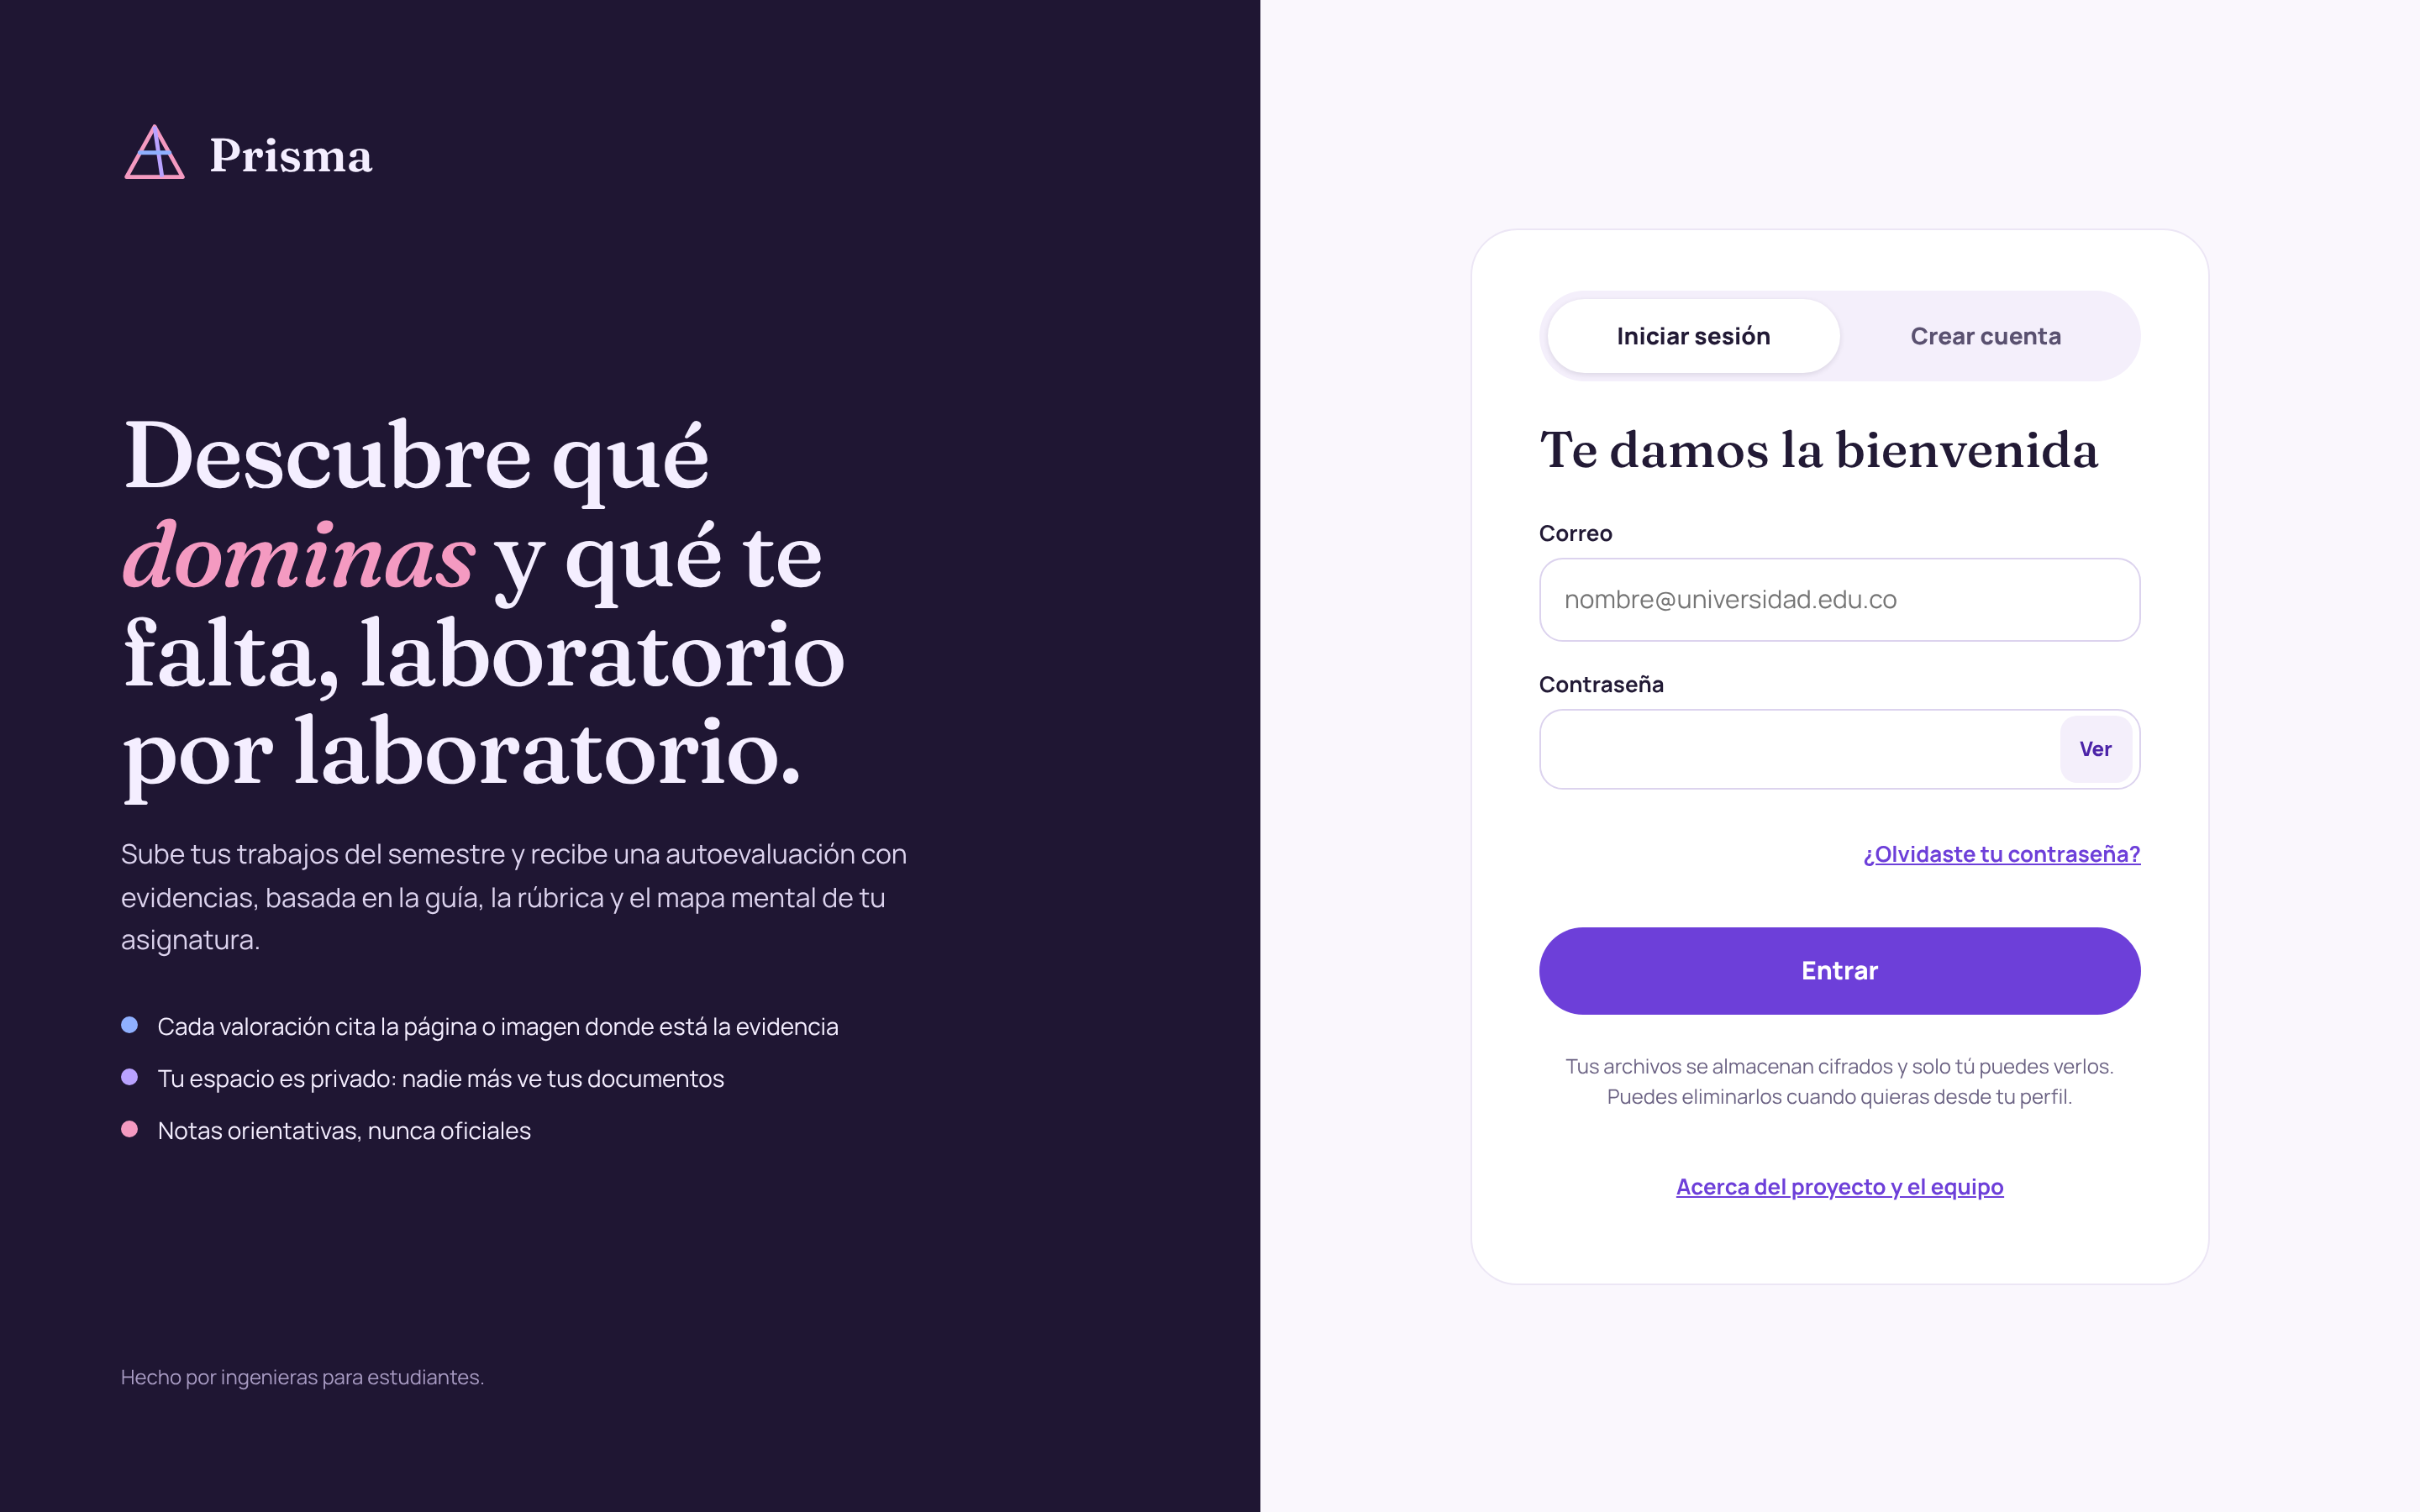 Prisma
Descubre qué
dominas y qué te
falta, laboratorio
por laboratorio.
Sube tus trabajos del semestre y recibe una autoevaluación con
evidencias, basada en la guía, la rúbrica y el mapa mental de tu
asignatura.
Cada valoración cita la página o imagen donde está la evidencia
Tu espacio es privado: nadie más ve tus documentos
Notas orientativas, nunca oficiales
Hecho por ingenieras para estudiantes.
Iniciar sesión
Crear cuenta
Te damos la bienvenida
Correo
nombre@universidad.edu.co
Contraseña
Ver
¿Olvidaste tu contraseña?
Entrar
Tus archivos se almacenan cifrados y solo tú puedes verlos.
Puedes eliminarlos cuando quieras desde tu perfil.
Acerca del proyecto y el equipo